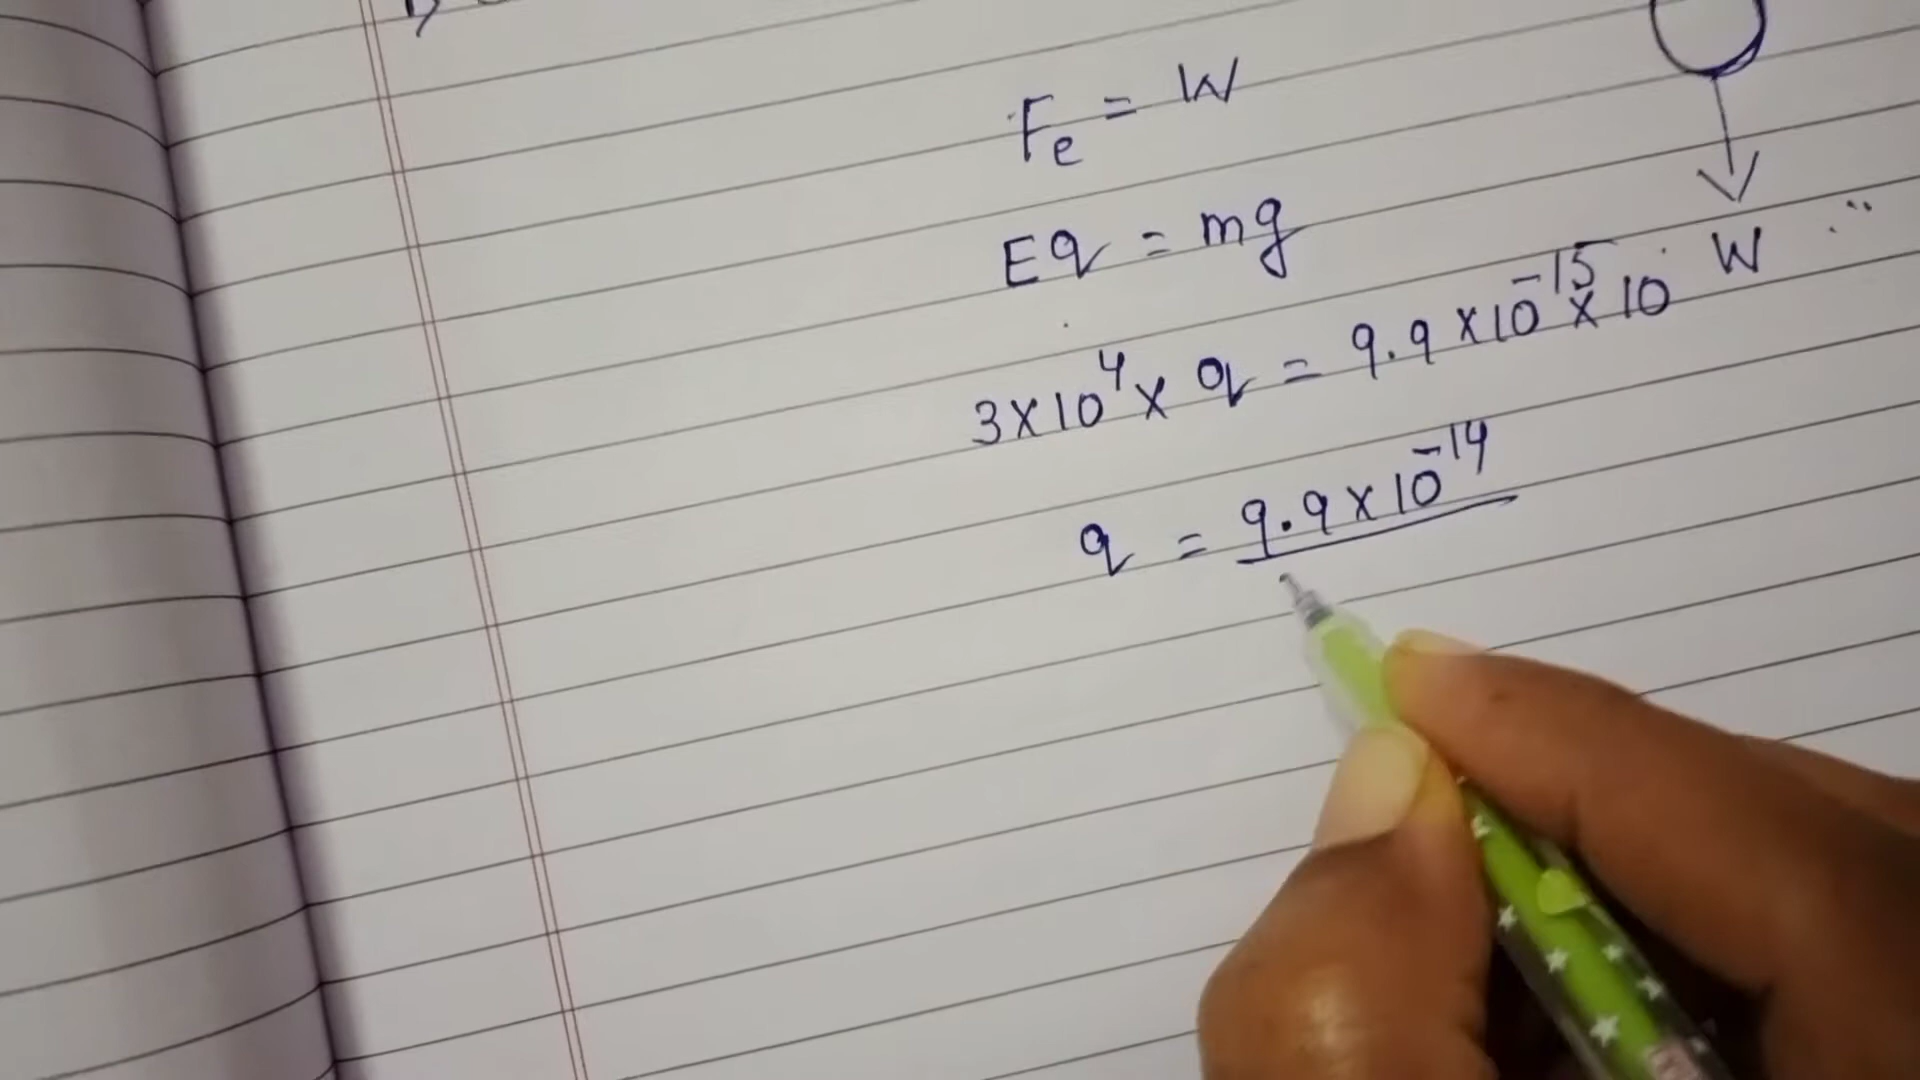 Fe = W
Eq = mg
W
3×10⁴× q = 9.9×10⁻¹⁵×10
q = 9.9×10⁻¹⁴